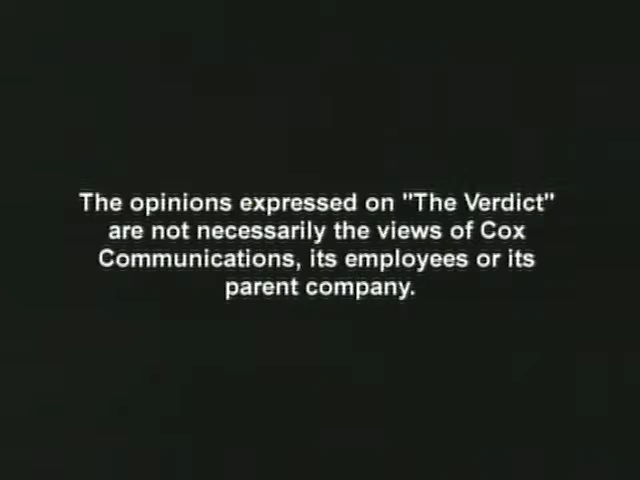 The opinions expressed on "The Verdict"
are not necessarily the views of Cox
Communications, its employees or its
parent company.